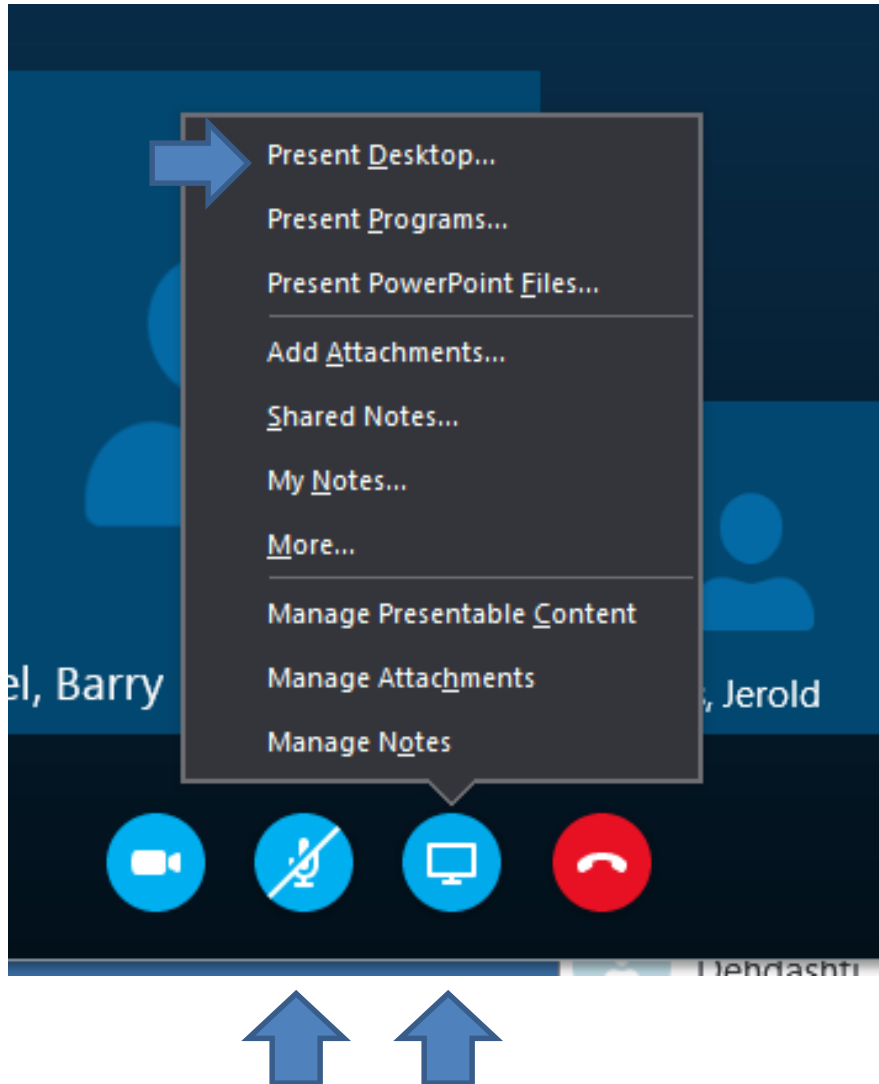 Present Desktop...
Present Programs...
Present PowerPoint Files...
Add Attachments...
Shared Notes...
My Notes...
More...
Manage Presentable Content
Manage Attachments
Manage Notes
el, Barry
, Jerold
Dehdashti